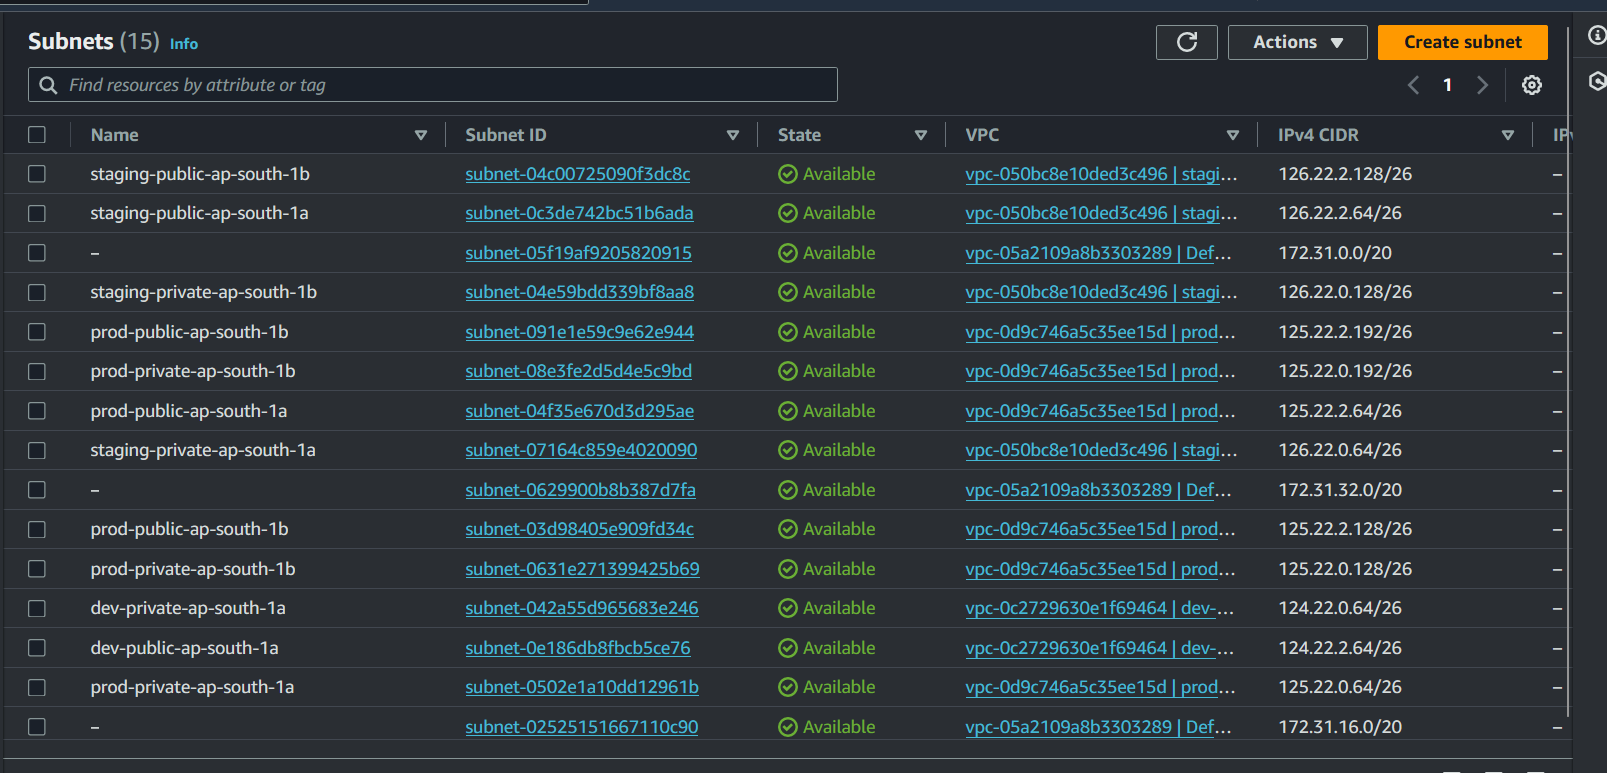 Subnets (15) Info
Actions
Create subnet
Find resources by attribute or tag
1
Name Subnet ID State VPC IPv4 CIDR
staging-public-ap-south-1b subnet-04c00725090f3dc8c Available vpc-050bc8e10ded3c496 | stagi... 126.22.2.128/26 –
staging-public-ap-south-1a subnet-0c3de742bc51b6ada Available vpc-050bc8e10ded3c496 | stagi... 126.22.2.64/26 –
– subnet-05f19af9205820915 Available vpc-05a2109a8b3303289 | Def... 172.31.0.0/20 –
staging-private-ap-south-1b subnet-04e59bdd339bf8aa8 Available vpc-050bc8e10ded3c496 | stagi... 126.22.0.128/26 –
prod-public-ap-south-1b subnet-091e1e59c9e62e944 Available vpc-0d9c746a5c35ee15d | prod... 125.22.2.192/26 –
prod-private-ap-south-1b subnet-08e3fe2d5d4e5c9bd Available vpc-0d9c746a5c35ee15d | prod... 125.22.0.192/26 –
prod-public-ap-south-1a subnet-04f35e670d3d295ae Available vpc-0d9c746a5c35ee15d | prod... 125.22.2.64/26 –
staging-private-ap-south-1a subnet-07164c859e4020090 Available vpc-050bc8e10ded3c496 | stagi... 126.22.0.64/26 –
– subnet-0629900b8b387d7fa Available vpc-05a2109a8b3303289 | Def... 172.31.32.0/20 –
prod-public-ap-south-1b subnet-03d98405e909fd34c Available vpc-0d9c746a5c35ee15d | prod... 125.22.2.128/26 –
prod-private-ap-south-1b subnet-0631e271399425b69 Available vpc-0d9c746a5c35ee15d | prod... 125.22.0.128/26 –
dev-private-ap-south-1a subnet-042a55d965683e246 Available vpc-0c2729630e1f69464 | dev-... 124.22.0.64/26 –
dev-public-ap-south-1a subnet-0e186db8fbcb5ce76 Available vpc-0c2729630e1f69464 | dev-... 124.22.2.64/26 –
prod-private-ap-south-1a subnet-0502e1a10dd12961b Available vpc-0d9c746a5c35ee15d | prod... 125.22.0.64/26 –
– subnet-02525151667110c90 Available vpc-05a2109a8b3303289 | Def... 172.31.16.0/20 –